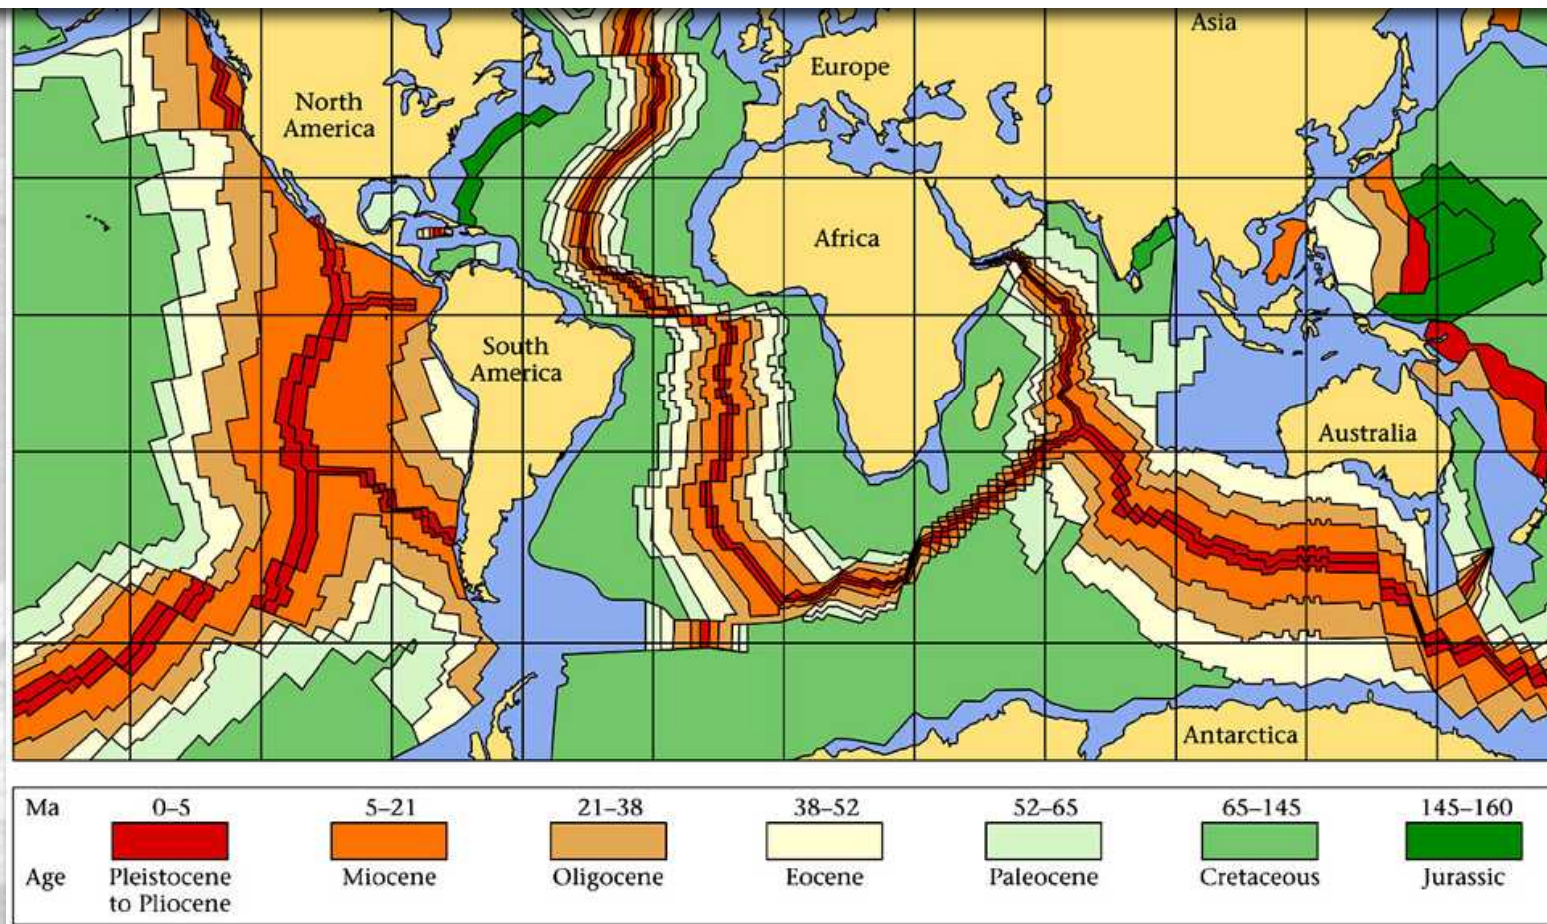 Asia
Europe
North
America
Africa
South
America
Australia
Antarctica
Ma 0–5 5–21 21–38 38–52 52–65 65–145 145–160
Age Pleistocene Miocene Oligocene Eocene Paleocene Cretaceous Jurassic
to Pliocene